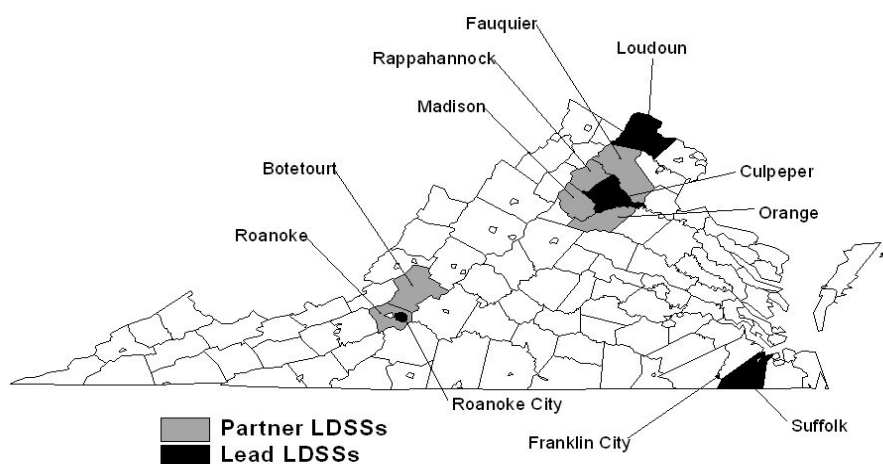 Fauquier
Loudoun
Rappahannock
Madison
Botetourt
Culpeper
Roanoke
Orange
Roanoke City
Suffolk
Franklin City
Partner LDSSs
Lead LDSSs